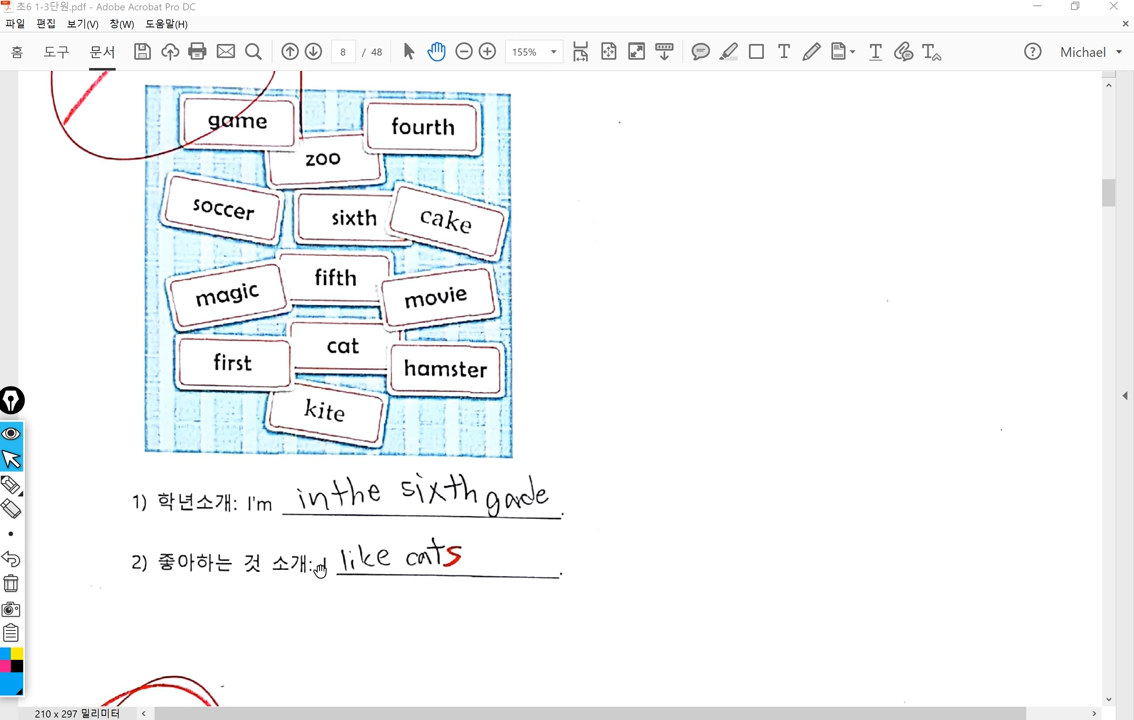 초6 1-3단원.pdf - Adobe Acrobat Pro DC
파일 편집 보기(V) 창(W) 도움말(H)
홈 도구 문서 8 / 48 155% Michael
game
fourth
zoo
soccer
sixth
cake
fifth
magic
movie
cat
first
hamster
kite
1) 학년소개: I'm in the sixth garde.
2) 좋아하는 것 소개: I like cats.
210 x 297 밀리미터